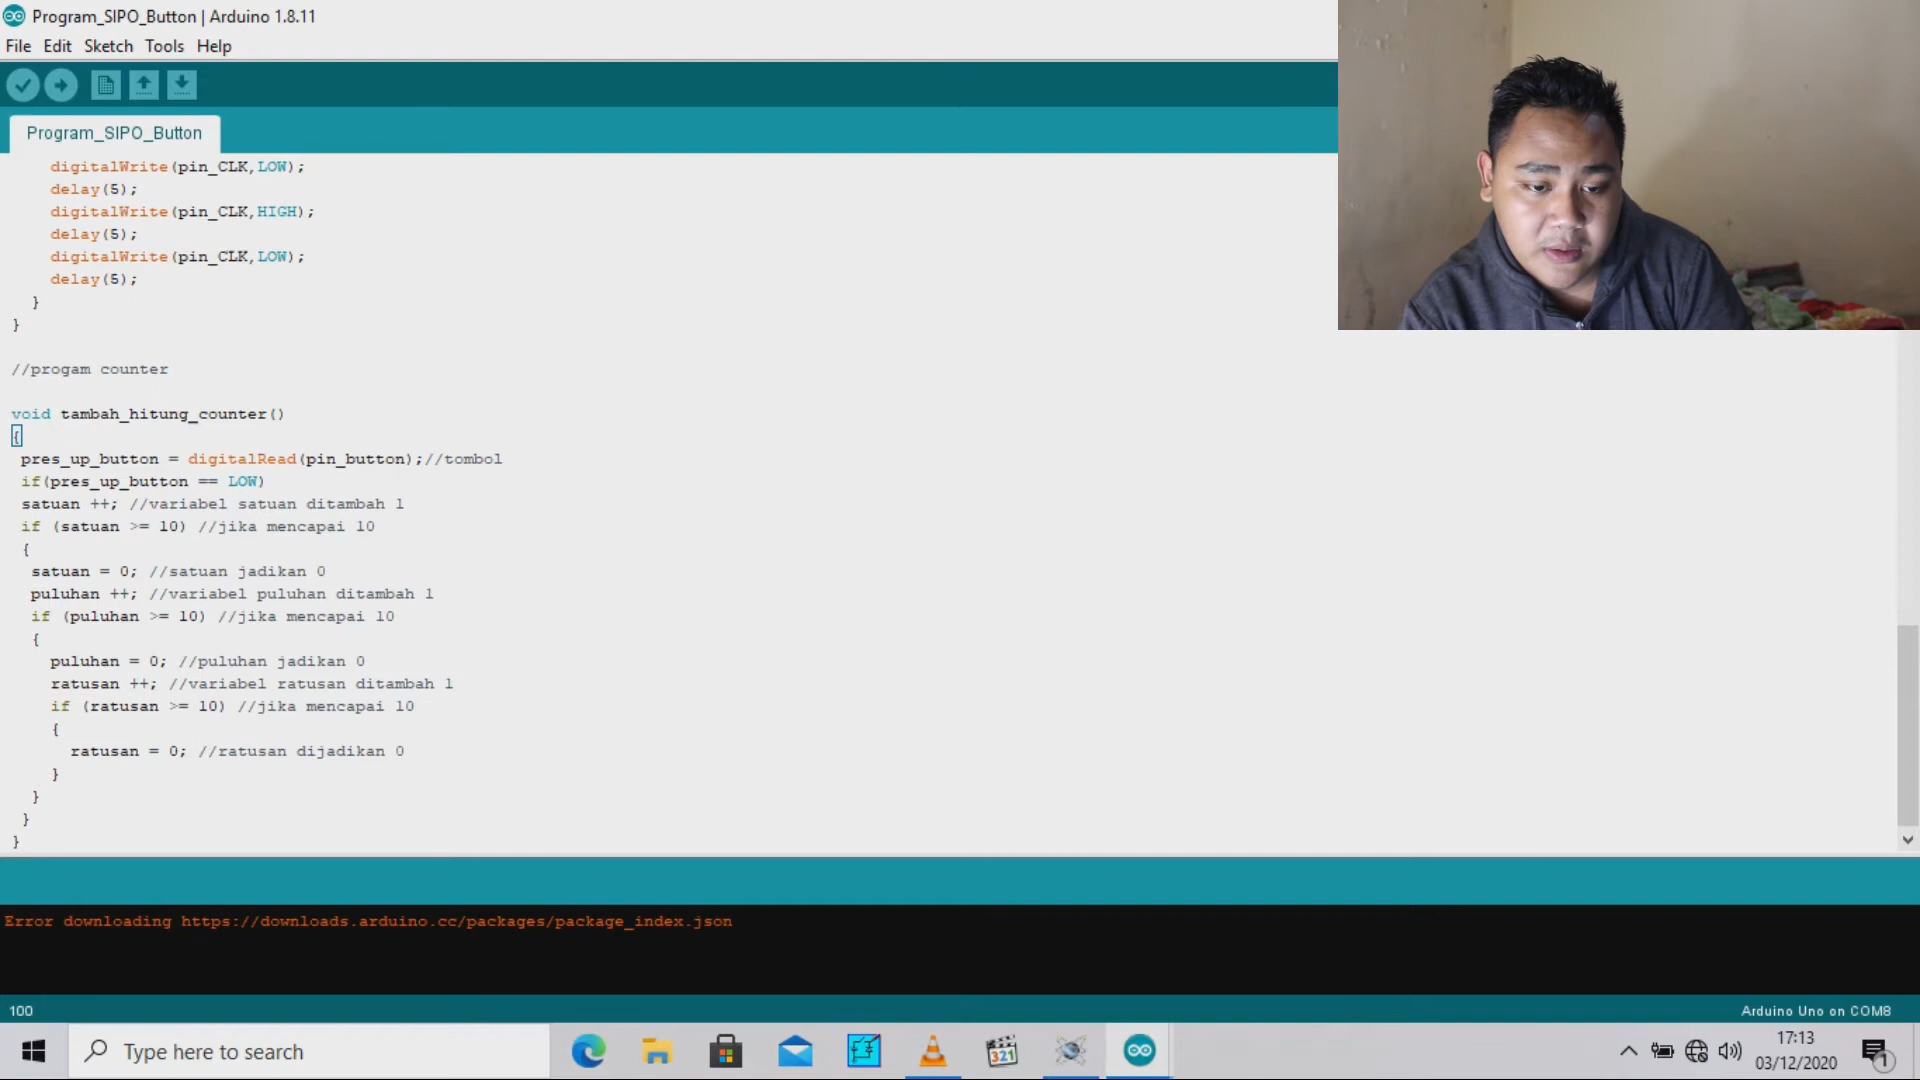 Program_SIPO_Button | Arduino 1.8.11
File Edit Sketch Tools Help
Program_SIPO_Button
digitalWrite(pin_CLK,LOW);
delay(5);
digitalWrite(pin_CLK,HIGH);
delay(5);
digitalWrite(pin_CLK,LOW);
delay(5);
}
}
//progam counter
void tambah_hitung_counter()
{
pres_up_button = digitalRead(pin_button);//tombol
if(pres_up_button == LOW)
satuan ++; //variabel satuan ditambah 1
if (satuan >= 10) //jika mencapai 10
{
satuan = 0; //satuan jadikan 0
puluhan ++; //variabel puluhan ditambah 1
if (puluhan >= 10) //jika mencapai 10
{
puluhan = 0; //puluhan jadikan 0
ratusan ++; //variabel ratusan ditambah 1
if (ratusan >= 10) //jika mencapai 10
{
ratusan = 0; //ratusan dijadikan 0
}
}
}
}
Error downloading https://downloads.arduino.cc/packages/package_index.json
100
Arduino Uno on COM8
Type here to search
321
17:13
03/12/2020
1